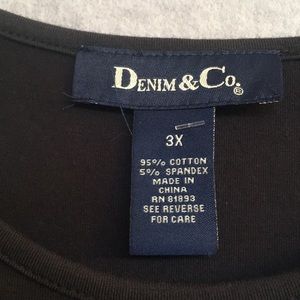 DENIM & CO.®
3X
95% COTTON
5% SPANDEX
MADE IN
CHINA
RN 81893
SEE REVERSE
FOR CARE